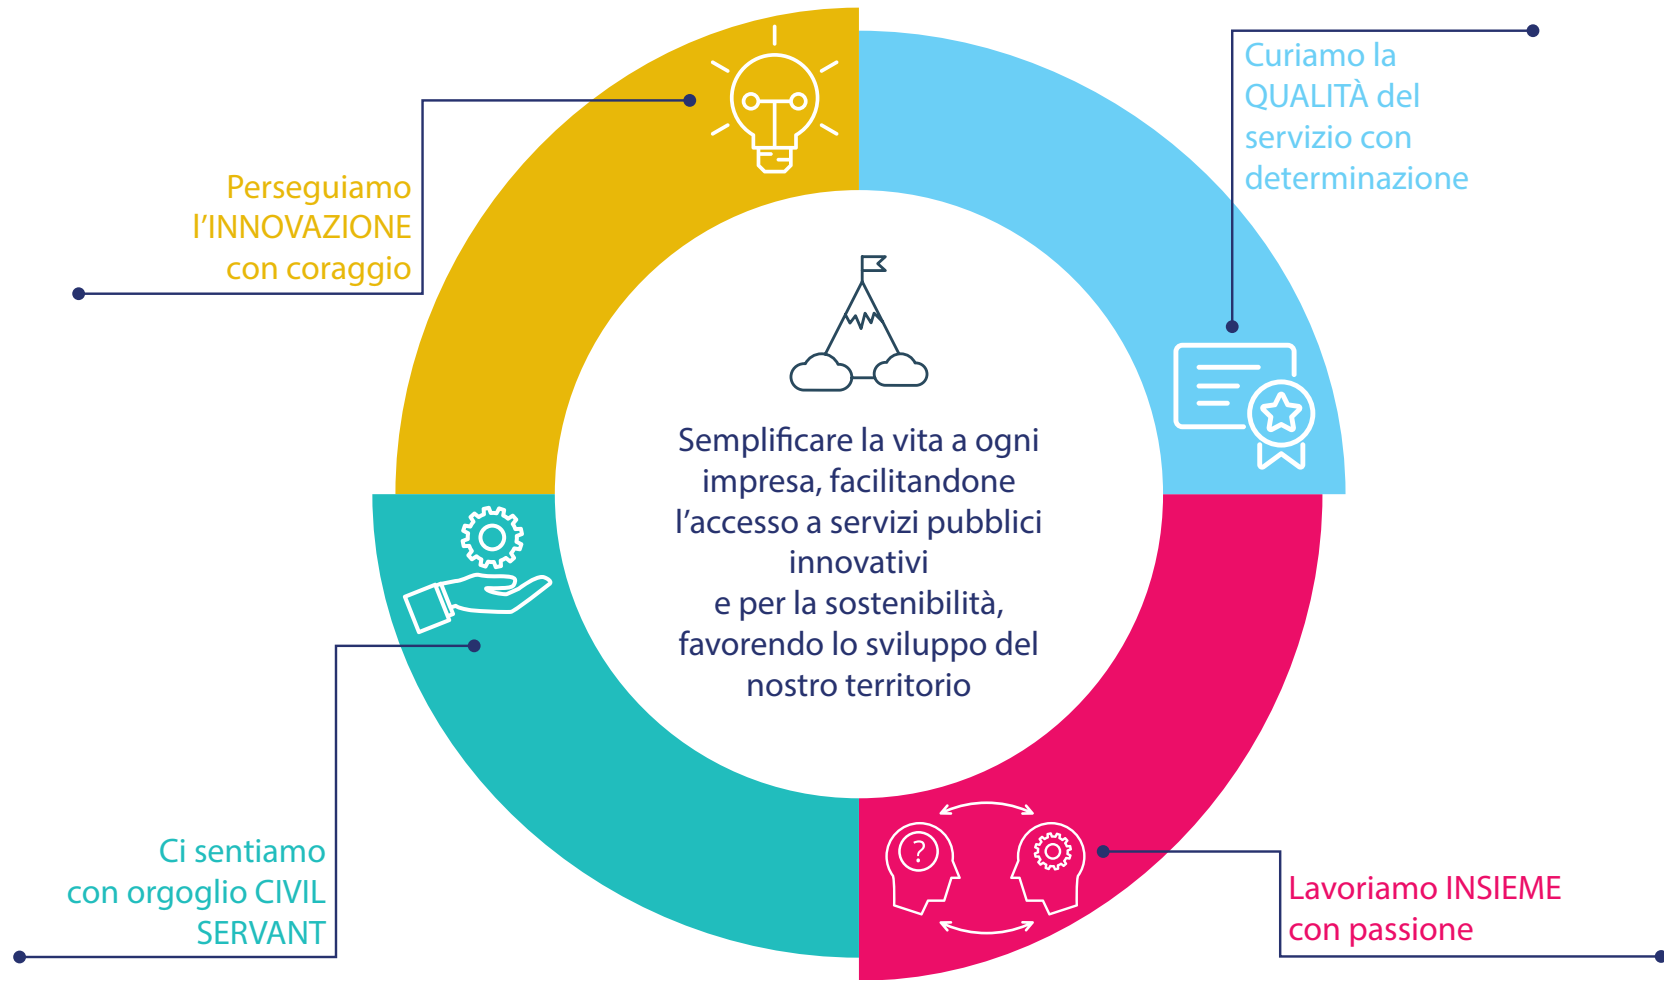 Perseguiamo
l’INNOVAZIONE
con coraggio
Curiamo la
QUALITÀ del
servizio con
determinazione
Semplificare la vita a ogni
impresa, facilitandone
l’accesso a servizi pubblici
innovativi
e per la sostenibilità,
favorendo lo sviluppo del
nostro territorio
Ci sentiamo
con orgoglio CIVIL
SERVANT
?
Lavoriamo INSIEME
con passione